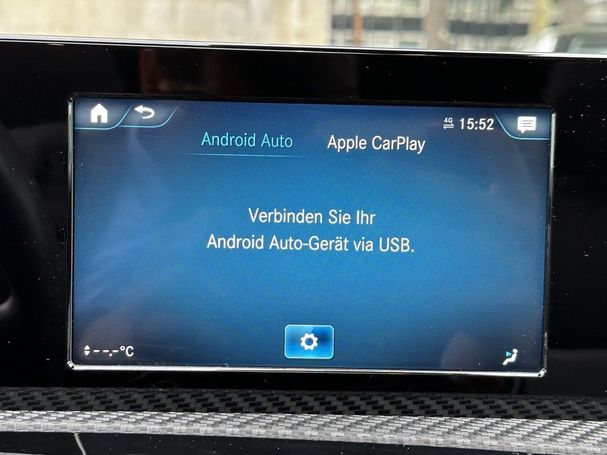 4G 15:52
Android Auto Apple CarPlay
Verbinden Sie Ihr
Android Auto-Gerät via USB.
--,-°C